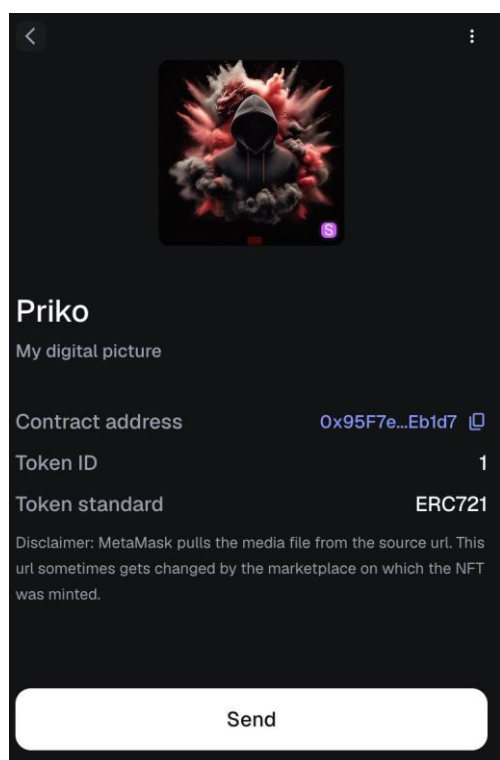 S
Priko
My digital picture
Contract address 0x95F7e...Eb1d7
Token ID 1
Token standard ERC721
Disclaimer: MetaMask pulls the media file from the source url. This
url sometimes gets changed by the marketplace on which the NFT
was minted.
Send